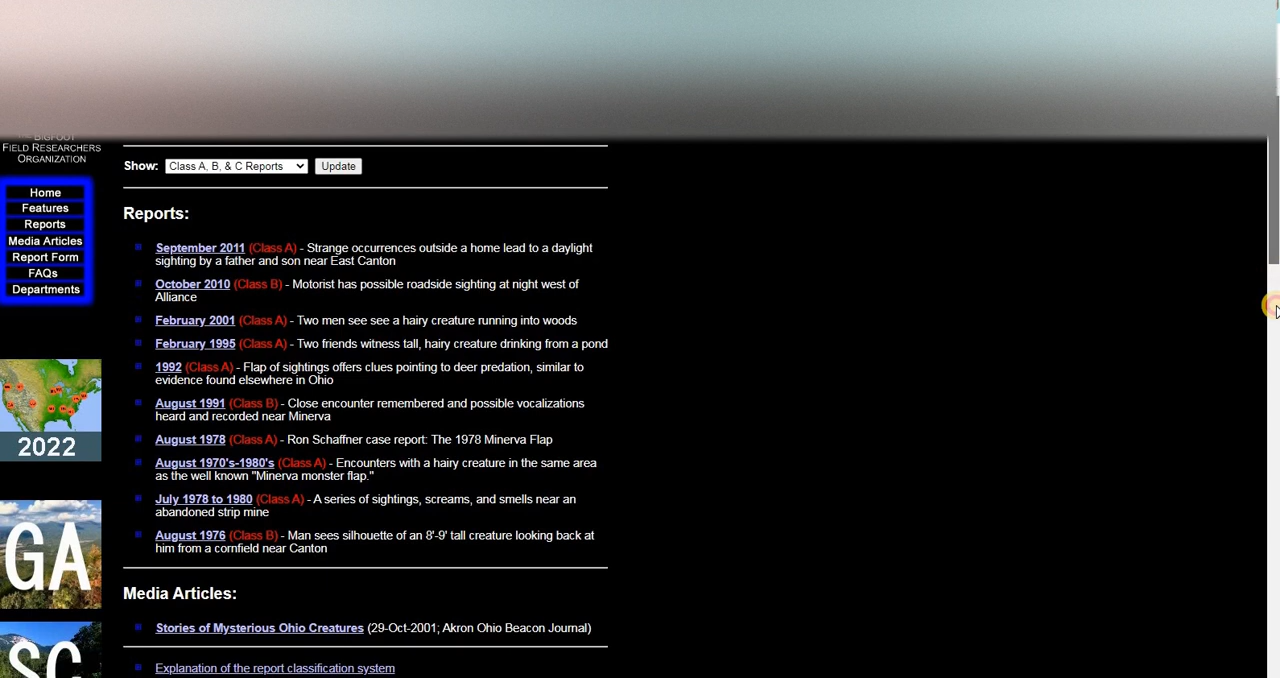 BIGFOOT
FIELD RESEARCHERS
ORGANIZATION
Home
Features
Reports
Media Articles
Report Form
FAQs
Departments
2022
GA
SC
Show: Class A, B, & C Reports Update
Reports:
September 2011 (Class A) - Strange occurrences outside a home lead to a daylight
sighting by a father and son near East Canton
October 2010 (Class B) - Motorist has possible roadside sighting at night west of
Alliance
February 2001 (Class A) - Two men see see a hairy creature running into woods
February 1995 (Class A) - Two friends witness tall, hairy creature drinking from a pond
1992 (Class A) - Flap of sightings offers clues pointing to deer predation, similar to
evidence found elsewhere in Ohio
August 1991 (Class B) - Close encounter remembered and possible vocalizations
heard and recorded near Minerva
August 1978 (Class A) - Ron Schaffner case report: The 1978 Minerva Flap
August 1970's-1980's (Class A) - Encounters with a hairy creature in the same area
as the well known "Minerva monster flap."
July 1978 to 1980 (Class A) - A series of sightings, screams, and smells near an
abandoned strip mine
August 1976 (Class B) - Man sees silhouette of an 8'-9' tall creature looking back at
him from a cornfield near Canton
Media Articles:
Stories of Mysterious Ohio Creatures (29-Oct-2001; Akron Ohio Beacon Journal)
Explanation of the report classification system